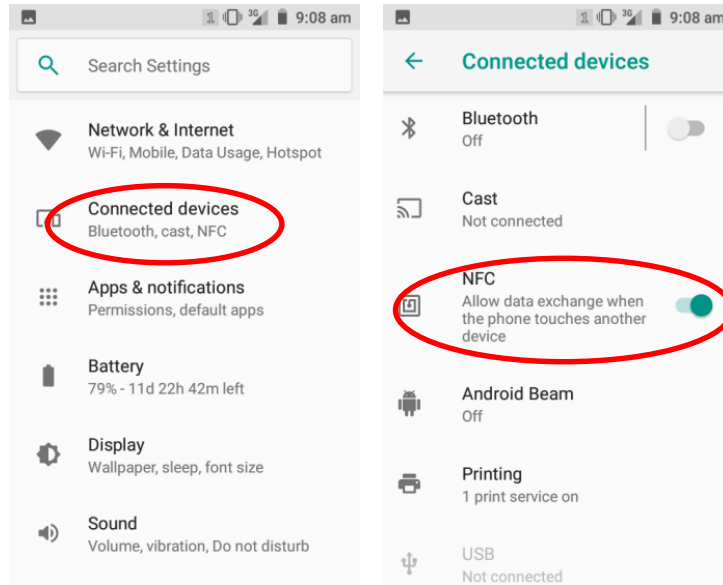 1 3G 9:08 am
Search Settings
Network & Internet
Wi-Fi, Mobile, Data Usage, Hotspot
Connected devices
Bluetooth, cast, NFC
Apps & notifications
Permissions, default apps
Battery
79% - 11d 22h 42m left
Display
Wallpaper, sleep, font size
Sound
Volume, vibration, Do not disturb
1 3G 9:08 am
Connected devices
Bluetooth
Off
Cast
Not connected
NFC
Allow data exchange when
the phone touches another
device
Android Beam
Off
Printing
1 print service on
USB
Not connected